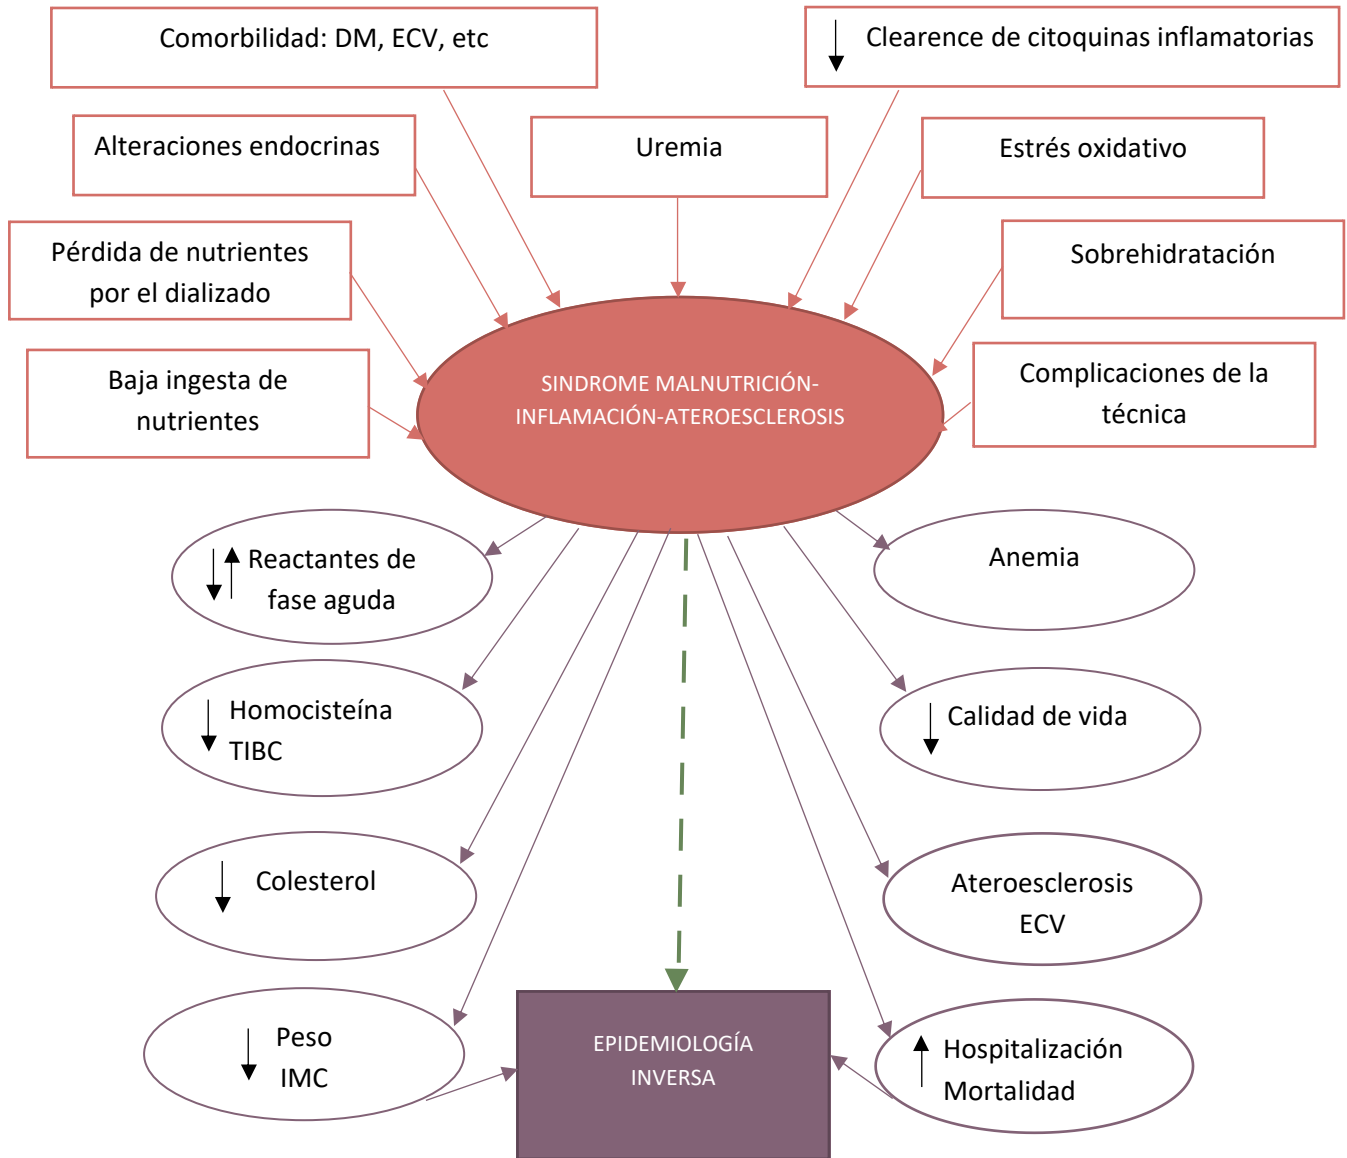 Comorbilidad: DM, ECV, etc
↓ Clearence de citoquinas inflamatorias
Alteraciones endocrinas
Uremia
Estrés oxidativo
Pérdida de nutrientes
por el dializado
Sobrehidratación
Baja ingesta de
nutrientes
SINDROME MALNUTRICIÓN-
INFLAMACIÓN-ATEROESCLEROSIS
Complicaciones de la
técnica
↓↑ Reactantes de
fase aguda
Anemia
↓ Homocisteína
TIBC
↓ Calidad de vida
↓ Colesterol
Ateroesclerosis
ECV
↓ Peso
IMC
EPIDEMIOLOGÍA
INVERSA
↑ Hospitalización
Mortalidad